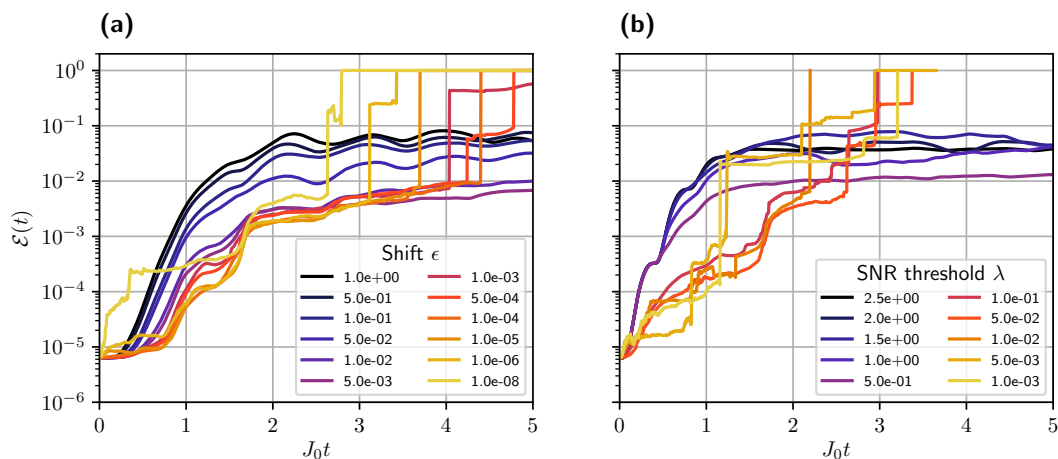 (a)
(b)
10⁰
10⁻¹
10⁻²
10⁻³
10⁻⁴
10⁻⁵
10⁻⁶
ℰ(t)
Shift ϵ
1.0e+00
5.0e-01
1.0e-01
5.0e-02
1.0e-02
5.0e-03
1.0e-03
5.0e-04
1.0e-04
1.0e-05
1.0e-06
1.0e-08
0 1 2 3 4 5
J₀t
SNR threshold λ
2.5e+00
2.0e+00
1.5e+00
1.0e+00
5.0e-01
1.0e-01
5.0e-02
1.0e-02
5.0e-03
1.0e-03
0 1 2 3 4 5
J₀t